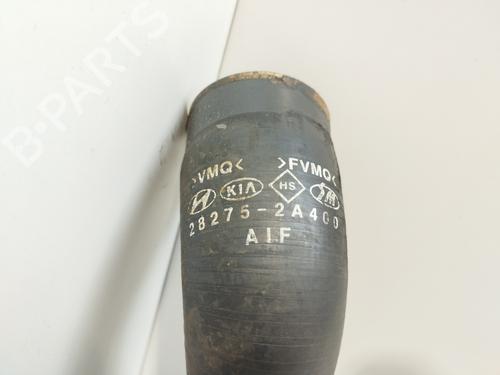 B-PARTS
>VMQ< >FVMQ<
KIA HS
28275-2A400
AIF